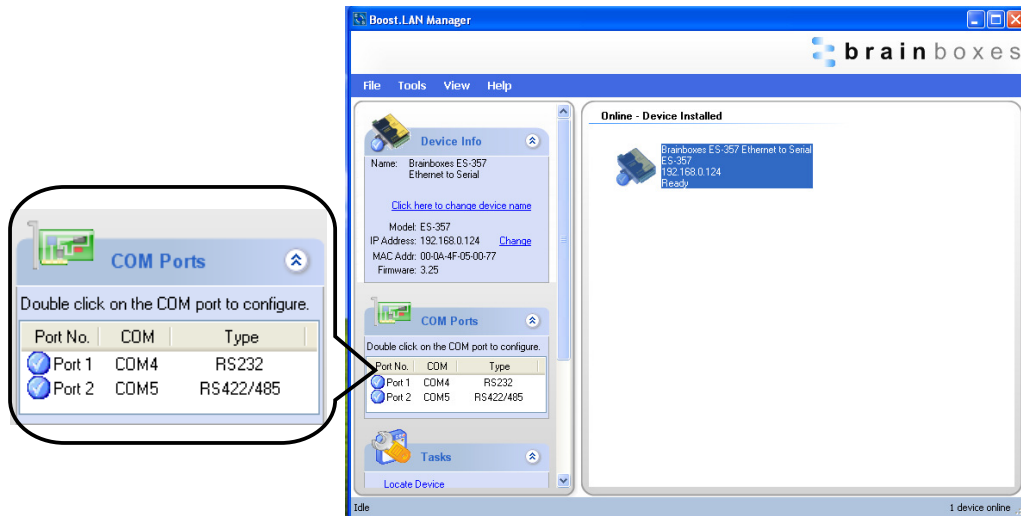 Boost.LAN Manager
brainboxes
File Tools View Help
Device Info
Name: Brainboxes ES-357
Ethernet to Serial
Click here to change device name
Model: ES-357
IP Address: 192.168.0.124 Change
MAC Addr: 00-0A-4F-05-00-77
Firmware: 3.25
COM Ports
Double click on the COM port to configure.
Port No. COM Type
Port 1 COM4 RS232
Port 2 COM5 RS422/485
Tasks
Locate Device
Online - Device Installed
Brainboxes ES-357 Ethernet to Serial
ES-357
192.168.0.124
Ready
Idle
1 device online
COM Ports
Double click on the COM port to configure.
Port No. COM Type
Port 1 COM4 RS232
Port 2 COM5 RS422/485